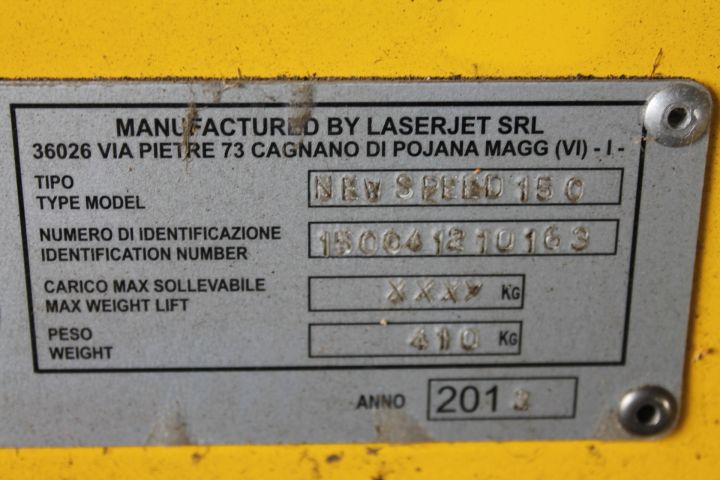 MANUFACTURED BY LASERJET SRL
36026 VIA PIETRE 73 CAGNANO DI POJANA MAGG (VI) - I -
TIPO
TYPE MODEL
NEW SPEED 150
NUMERO DI IDENTIFICAZIONE
IDENTIFICATION NUMBER
150041210163
CARICO MAX SOLLEVABILE
MAX WEIGHT LIFT
XXXX KG
PESO
WEIGHT
410 KG
ANNO